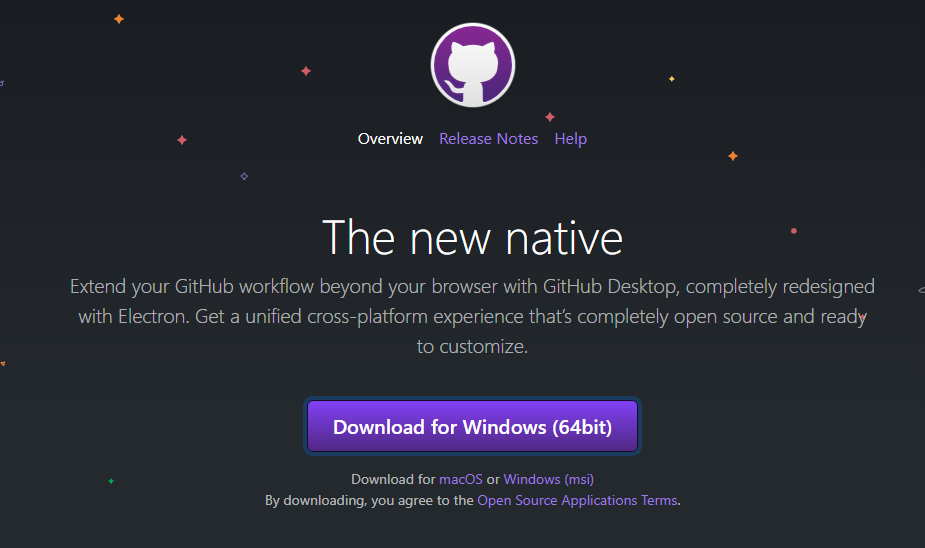 Overview Release Notes Help
The new native
Extend your GitHub workflow beyond your browser with GitHub Desktop, completely redesigned
with Electron. Get a unified cross-platform experience that’s completely open source and ready
to customize.
Download for Windows (64bit)
Download for macOS or Windows (msi)
By downloading, you agree to the Open Source Applications Terms.